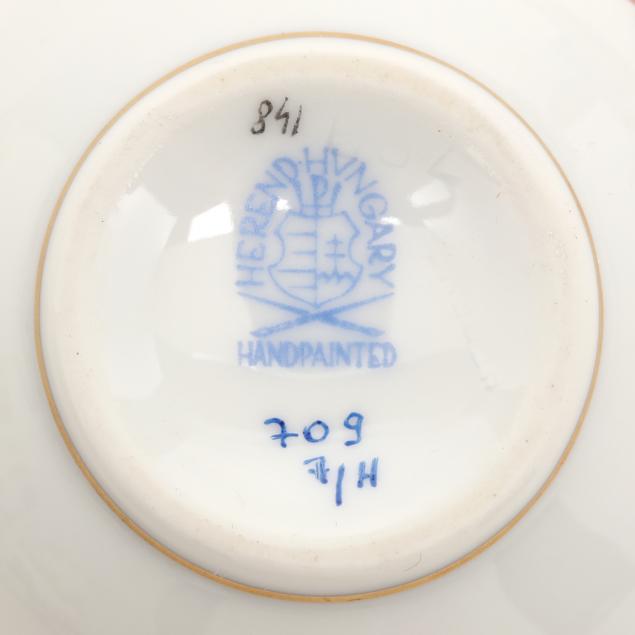 841
HEREND HVNGARY
HANDPAINTED
709